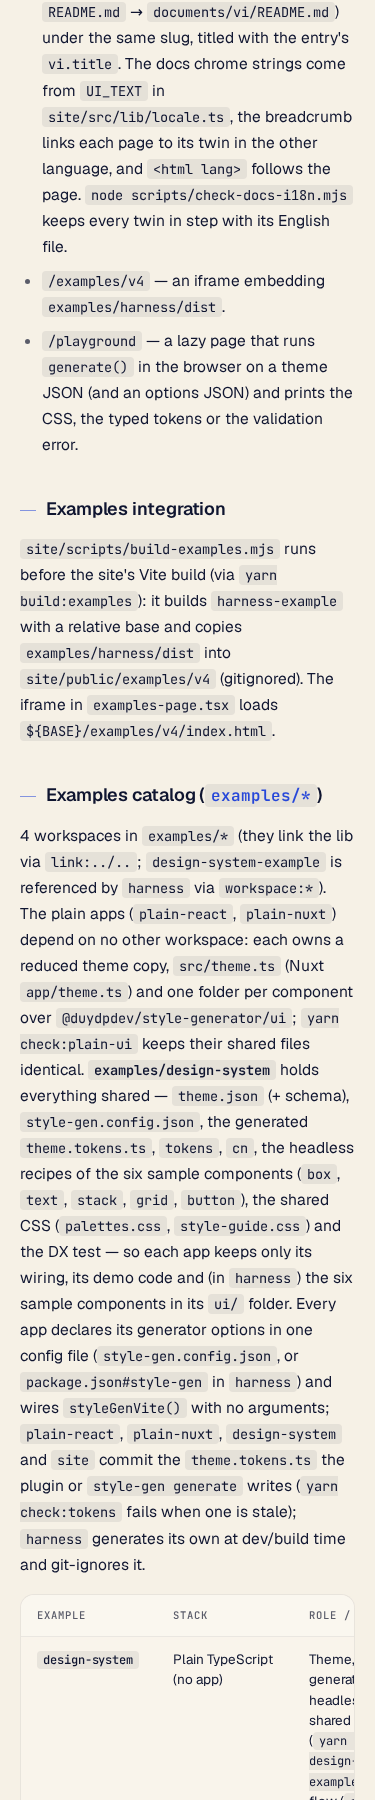 README.md → documents/vi/README.md )
under the same slug, titled with the entry's
vi.title . The docs chrome strings come
from UI_TEXT in
site/src/lib/locale.ts , the breadcrumb
links each page to its twin in the other
language, and <html lang> follows the
page. node scripts/check-docs-i18n.mjs
keeps every twin in step with its English
file.
• /examples/v4 — an iframe embedding
examples/harness/dist .
• /playground — a lazy page that runs
generate() in the browser on a theme
JSON (and an options JSON) and prints the
CSS, the typed tokens or the validation
error.
— Examples integration
site/scripts/build-examples.mjs runs
before the site's Vite build (via yarn
build:examples ): it builds harness-example
with a relative base and copies
examples/harness/dist into
site/public/examples/v4 (gitignored). The
iframe in examples-page.tsx loads
${BASE}/examples/v4/index.html .
— Examples catalog ( examples/* )
4 workspaces in examples/* (they link the lib
via link:../.. ; design-system-example is
referenced by harness via workspace:* ).
The plain apps ( plain-react , plain-nuxt )
depend on no other workspace: each owns a
reduced theme copy, src/theme.ts (Nuxt
app/theme.ts ) and one folder per component
over @duydpdev/style-generator/ui ; yarn
check:plain-ui keeps their shared files
identical. examples/design-system holds
everything shared — theme.json (+ schema),
style-gen.config.json , the generated
theme.tokens.ts , tokens , cn , the headless
recipes of the six sample components ( box ,
text , stack , grid , button ), the shared
CSS ( palettes.css , style-guide.css ) and
the DX test — so each app keeps only its
wiring, its demo code and (in harness ) the six
sample components in its ui/ folder. Every
app declares its generator options in one
config file ( style-gen.config.json , or
package.json#style-gen in harness ) and
wires styleGenVite() with no arguments;
plain-react , plain-nuxt , design-system
and site commit the theme.tokens.ts the
plugin or style-gen generate writes ( yarn
check:tokens fails when one is stale);
harness generates its own at dev/build time
and git-ignores it.
EXAMPLE STACK ROLE /
design-system Plain TypeScript Theme,
(no app) generat
headles
shared
( yarn
design-
example